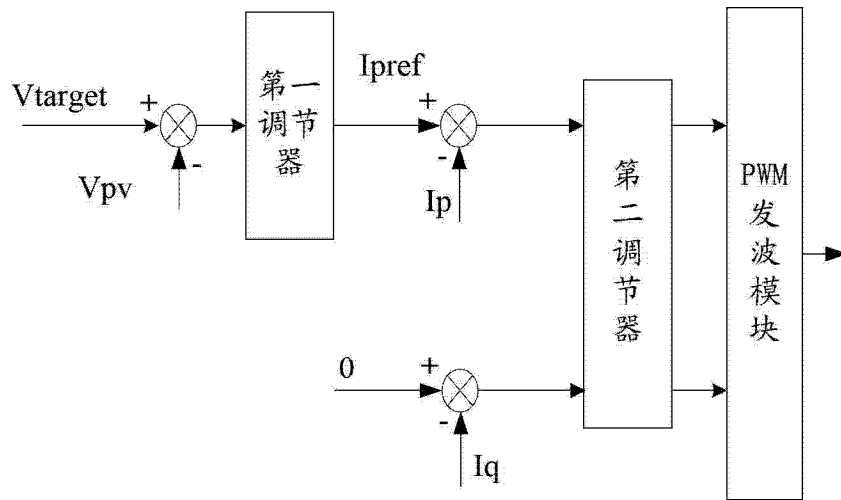 Vtarget
+
-
Vpv
第一
调节
器
Ipref
+
-
Ip
0
+
-
Iq
第
二
调
节
器
PWM
发
波
模
块